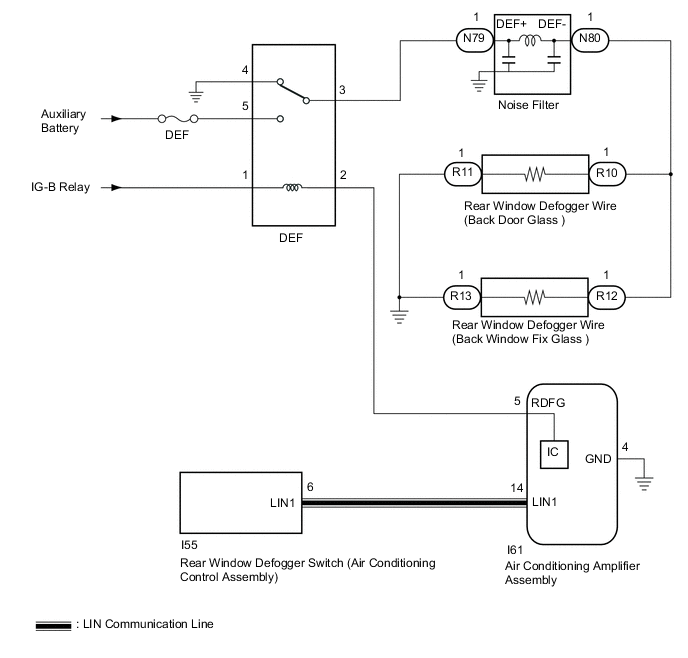 1
1
N79
DEF+
DEF-
N80
Noise Filter
4
3
5
Auxiliary
Battery
DEF
1
2
IG-B Relay
DEF
1
1
R11
R10
Rear Window Defogger Wire
(Back Door Glass )
1
1
R13
R12
Rear Window Defogger Wire
(Back Window Fix Glass )
5
RDFG
IC
GND
4
6
14
LIN1
LIN1
I55
Rear Window Defogger Switch (Air Conditioning
Control Assembly)
I61
Air Conditioning Amplifier
Assembly
: LIN Communication Line